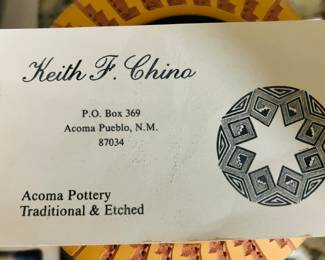 Keith F. Chino
P.O. Box 369
Acoma Pueblo, N.M.
87034
Acoma Pottery
Traditional & Etched